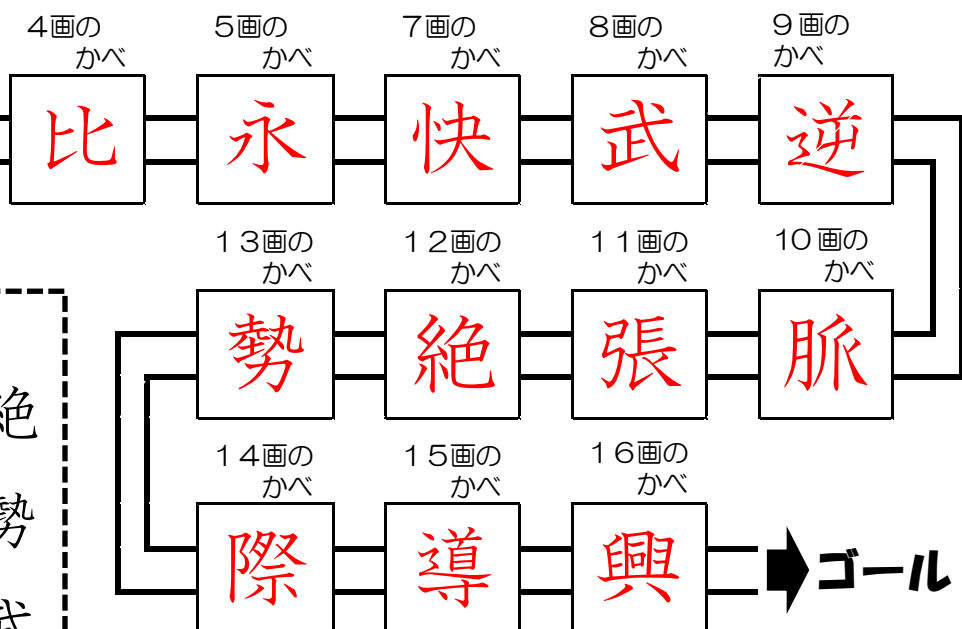 4画の
かべ
5画の
かべ
7画の
かべ
8画の
かべ
9画の
かべ
比
永
快
武
逆
13画の
かべ
12画の
かべ
11画の
かべ
10画の
かべ
勢
絶
張
脈
絶
勢
武
14画の
かべ
15画の
かべ
16画の
かべ
際
導
興
ゴール